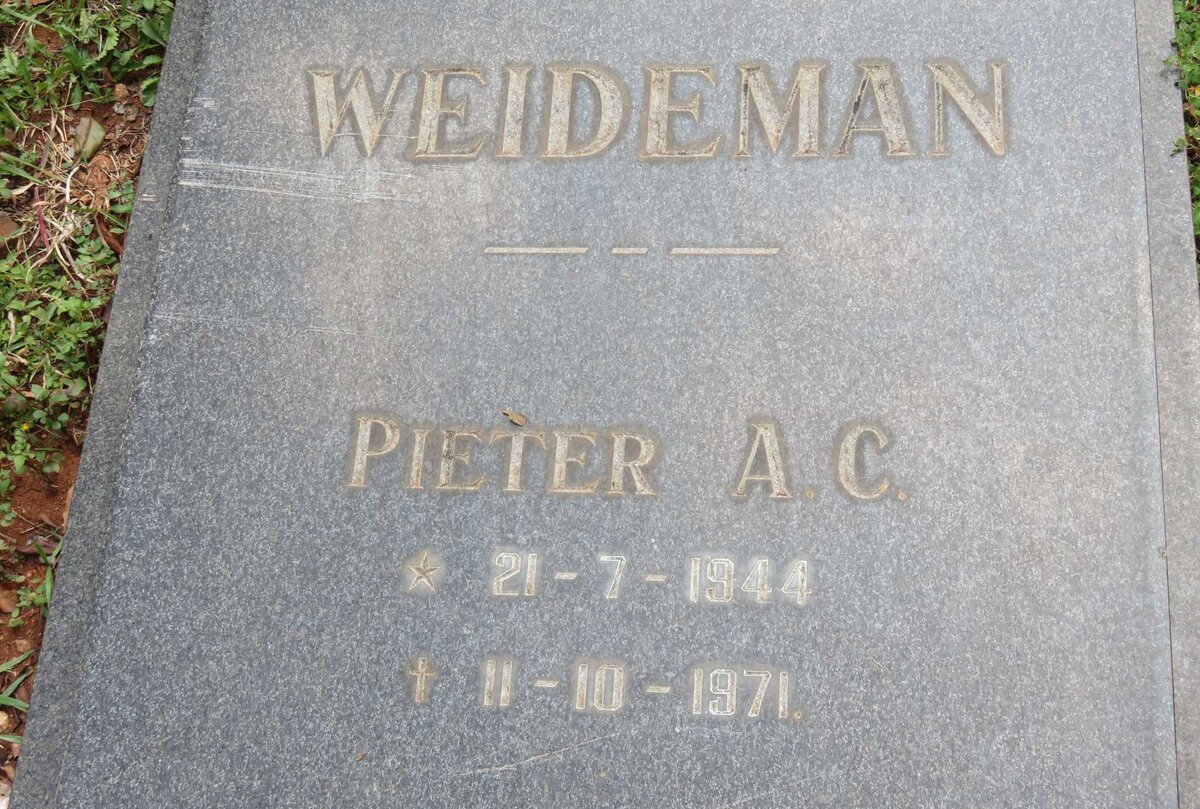 WEIDEMAN
PIETER A.C.
☆ 21-7-1944
✝ 11-10-1971.